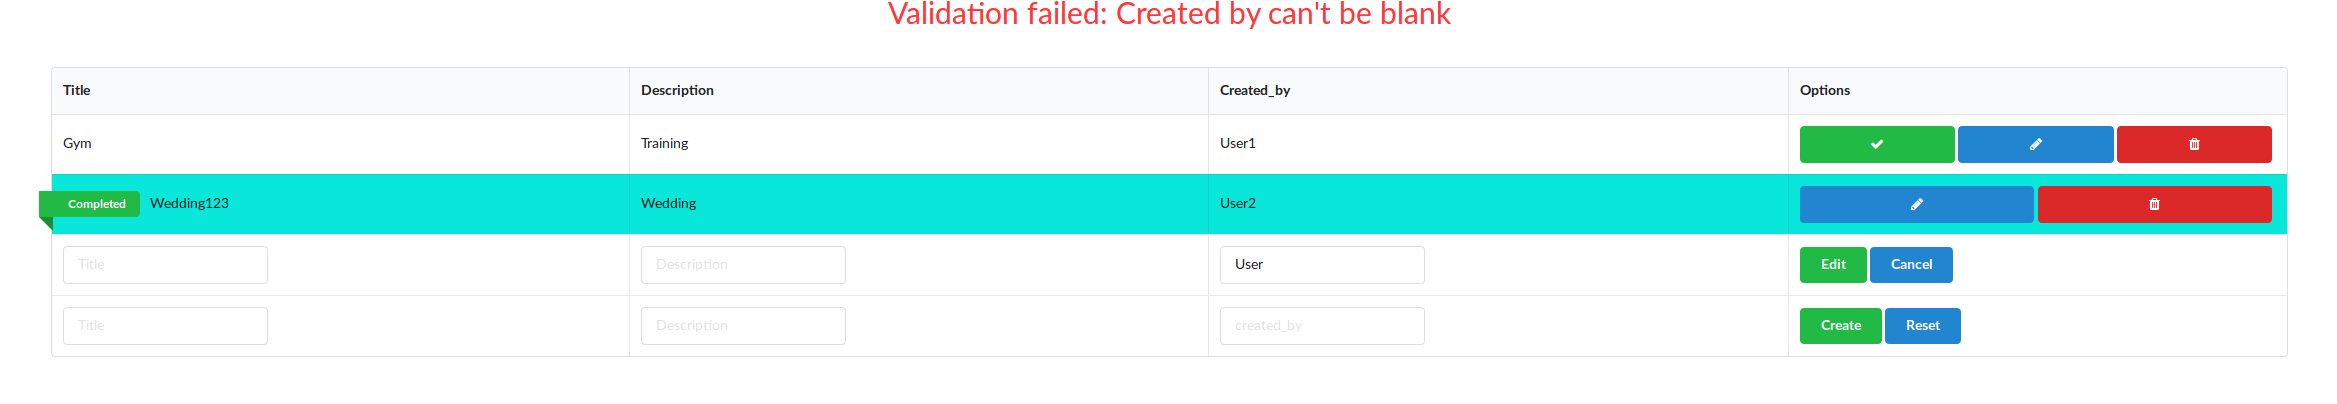 Validation failed: Created by can't be blank
Title Description Created_by Options
Gym Training User1
Completed Wedding123 Wedding User2
Title Description User Edit Cancel
Title Description created_by Create Reset